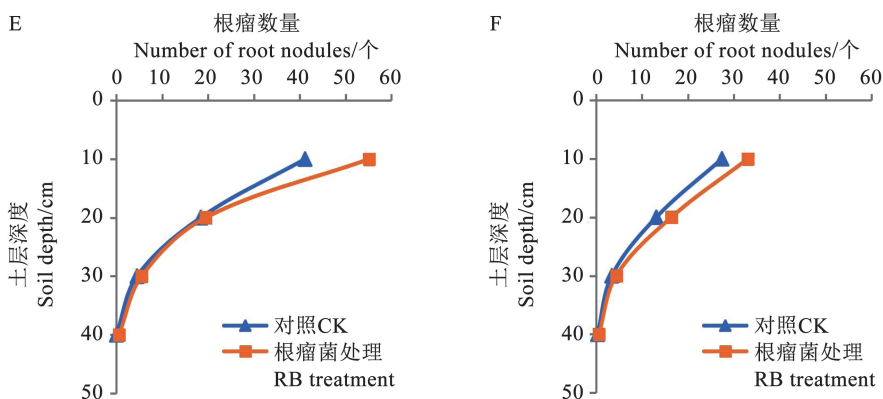 E
根瘤数量
Number of root nodules/个
0 10 20 30 40 50 60
0
10
20
30
40
50
土层深度
Soil depth/cm
对照CK
根瘤菌处理
RB treatment
F
根瘤数量
Number of root nodules/个
0 10 20 30 40 50 60
0
10
20
30
40
50
土层深度
Soil depth/cm
对照CK
根瘤菌处理
RB treatment